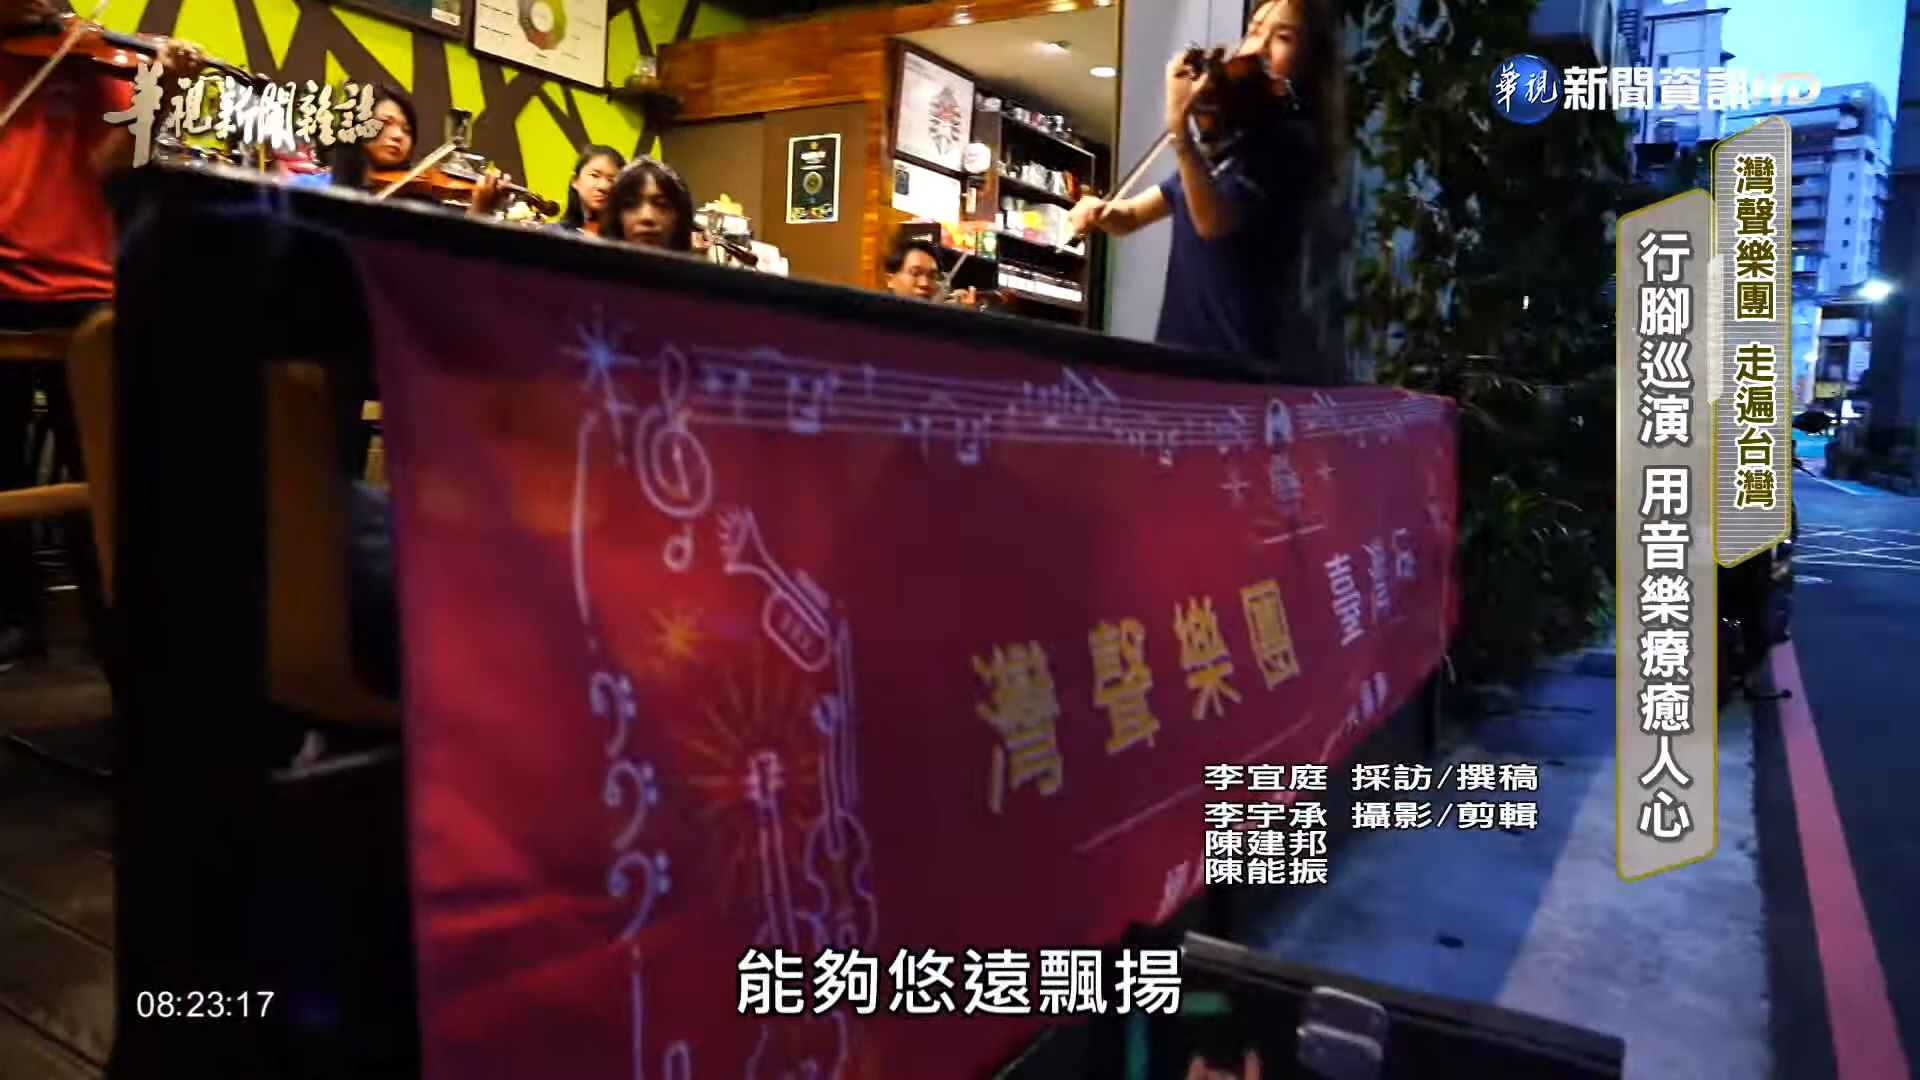 華視新聞雜誌
華視 新聞資訊HD
灣聲樂團 走遍台灣
行腳巡演 用音樂療癒人心
灣聲樂團
李宜庭 採訪/撰稿
李宇承 攝影/剪輯
陳建邦
陳能振
能夠悠遠飄揚
08:23:17